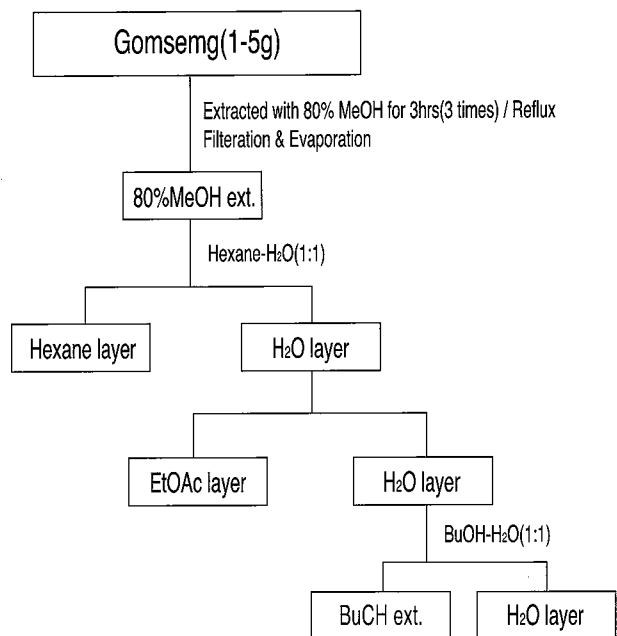 Gomsemg(1-5g)
Extracted with 80% MeOH for 3hrs(3 times) / Reflux
Filteration & Evaporation
80%MeOH ext.
Hexane-H₂O(1:1)
Hexane layer
H₂O layer
EtOAc layer
H₂O layer
BuOH-H₂O(1:1)
BuCH ext.
H₂O layer